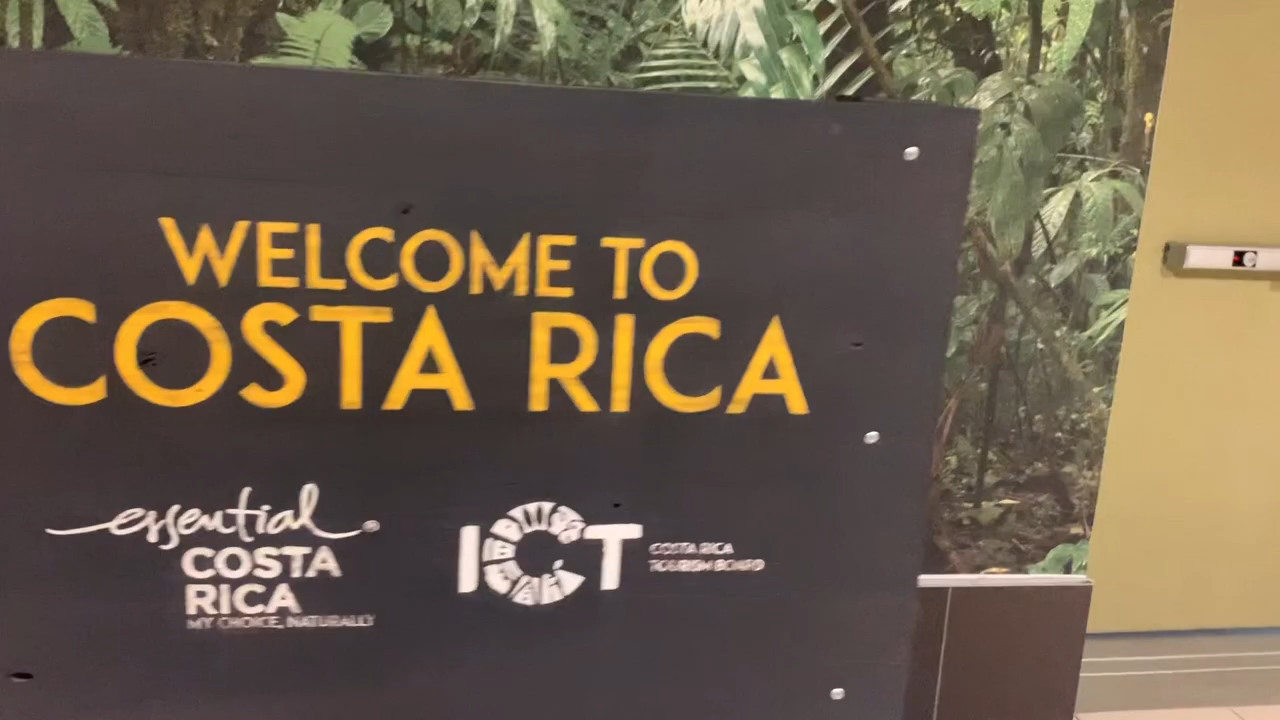 WELCOME TO
COSTA RICA
essential®
COSTA
RICA
MY CHOICE, NATURALLY
ICT
COSTA RICA
TOURISM BOARD